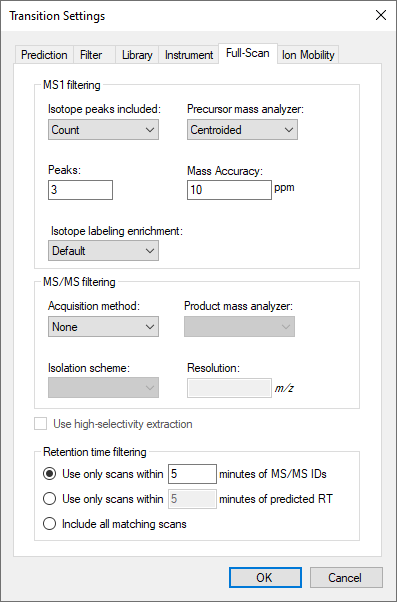 Transition Settings
Prediction Filter Library Instrument Full-Scan Ion Mobility
MS1 filtering
Isotope peaks included: Precursor mass analyzer:
Count Centroided
Peaks: Mass Accuracy:
3 10 ppm
Isotope labeling enrichment:
Default
MS/MS filtering
Acquisition method: Product mass analyzer:
None
Isolation scheme: Resolution:
m/z
Use high-selectivity extraction
Retention time filtering
Use only scans within 5 minutes of MS/MS IDs
Use only scans within 5 minutes of predicted RT
Include all matching scans
OK Cancel